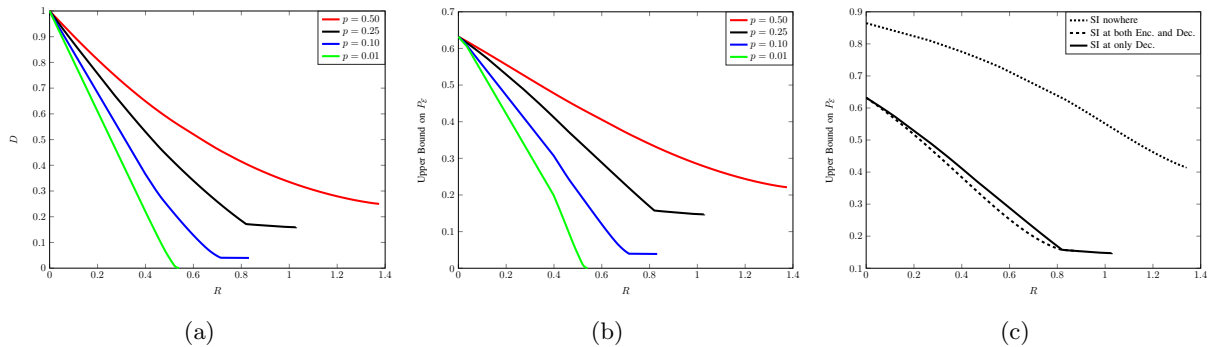 1
0.9
0.8
0.7
0.6
0.5
0.4
0.3
0.2
0.1
0
D
0 0.2 0.4 0.6 0.8 1 1.2 1.4
R
p = 0.50
p = 0.25
p = 0.10
p = 0.01
(a)
0.7
0.6
0.5
0.4
0.3
0.2
0.1
0
Upper Bound on P_Ɛ
0 0.2 0.4 0.6 0.8 1 1.2 1.4
R
p = 0.50
p = 0.25
p = 0.10
p = 0.01
(b)
0.9
0.8
0.7
0.6
0.5
0.4
0.3
0.2
0.1
Upper Bound on P_Ɛ
0 0.2 0.4 0.6 0.8 1 1.2 1.4
R
SI nowhere
SI at both Enc. and Dec.
SI at only Dec.
(c)